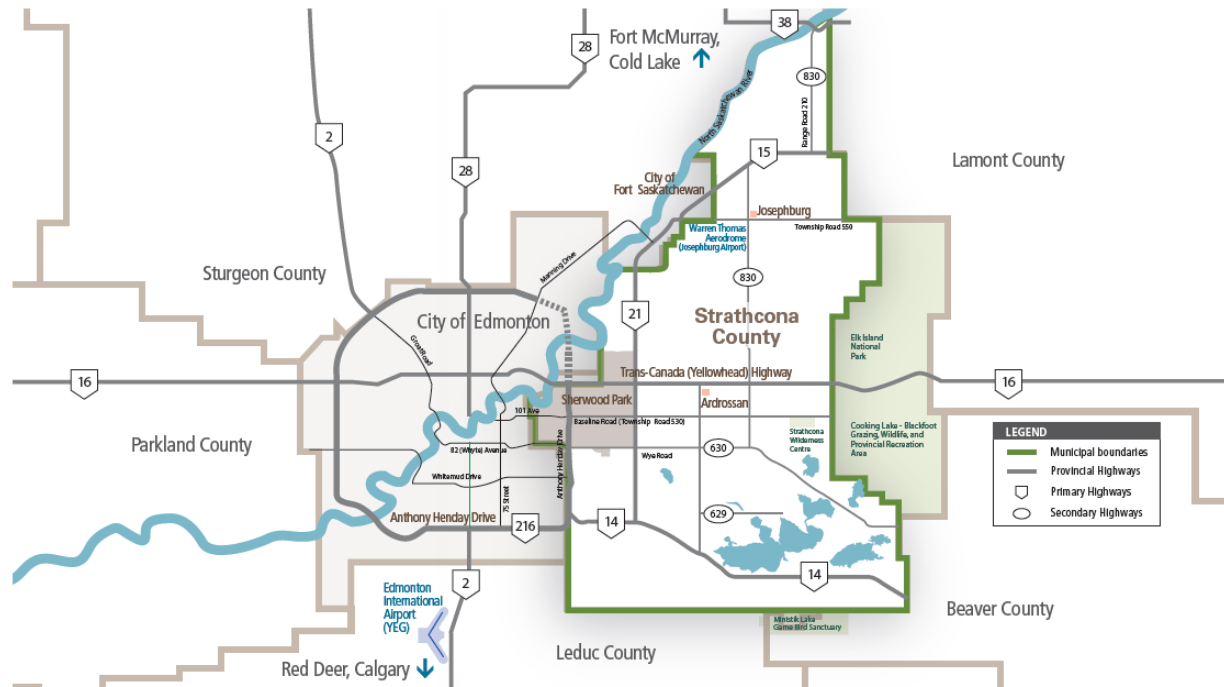 38
Fort McMurray,
Cold Lake
28
830
2
North Saskatchewan River
Range Road 210
28
15
Lamont County
City of
Fort Saskatchewan
Josephburg
Warren Thomas
Aerodrome
(Josephburg Airport)
Township Road 550
Manning Drive
Sturgeon County
830
21
Strathcona
County
City of Edmonton
Groat Road
Elk Island
National
Park
16
Trans-Canada (Yellowhead) Highway
16
Sherwood Park
Ardrossan
101 Ave
Baseline Road (Township Road 530)
Parkland County
Strathcona
Wilderness
Centre
Cooking Lake - Blackfoot
Grazing, Wildlife, and
Provincial Recreation
Area
LEGEND
Municipal boundaries
Provincial Highways
Primary Highways
Secondary Highways
82 (Whyte) Avenue
Wye Road
630
Whitemud Drive
Anthony Henday Drive
75 Street
Anthony Henday Drive
216
14
629
14
2
Edmonton
International
Airport
(YEG)
Beaver County
Ministik Lake
Game Bird Sanctuary
Leduc County
Red Deer, Calgary